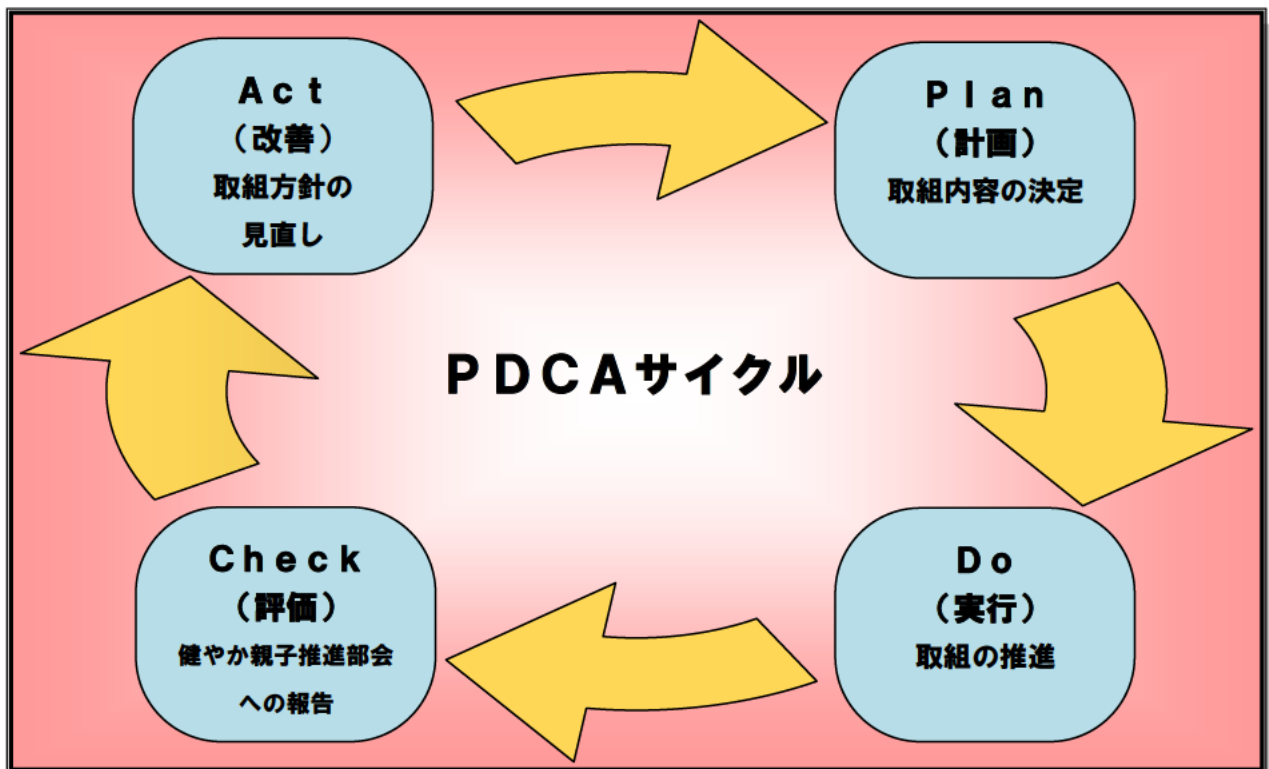 Ａｃｔ
（改善）
取組方針の
見直し
Ｐｌａｎ
（計画）
取組内容の決定
ＰＤＣＡサイクル
Ｃｈｅｃｋ
（評価）
健やか親子推進部会
への報告
Ｄｏ
（実行）
取組の推進